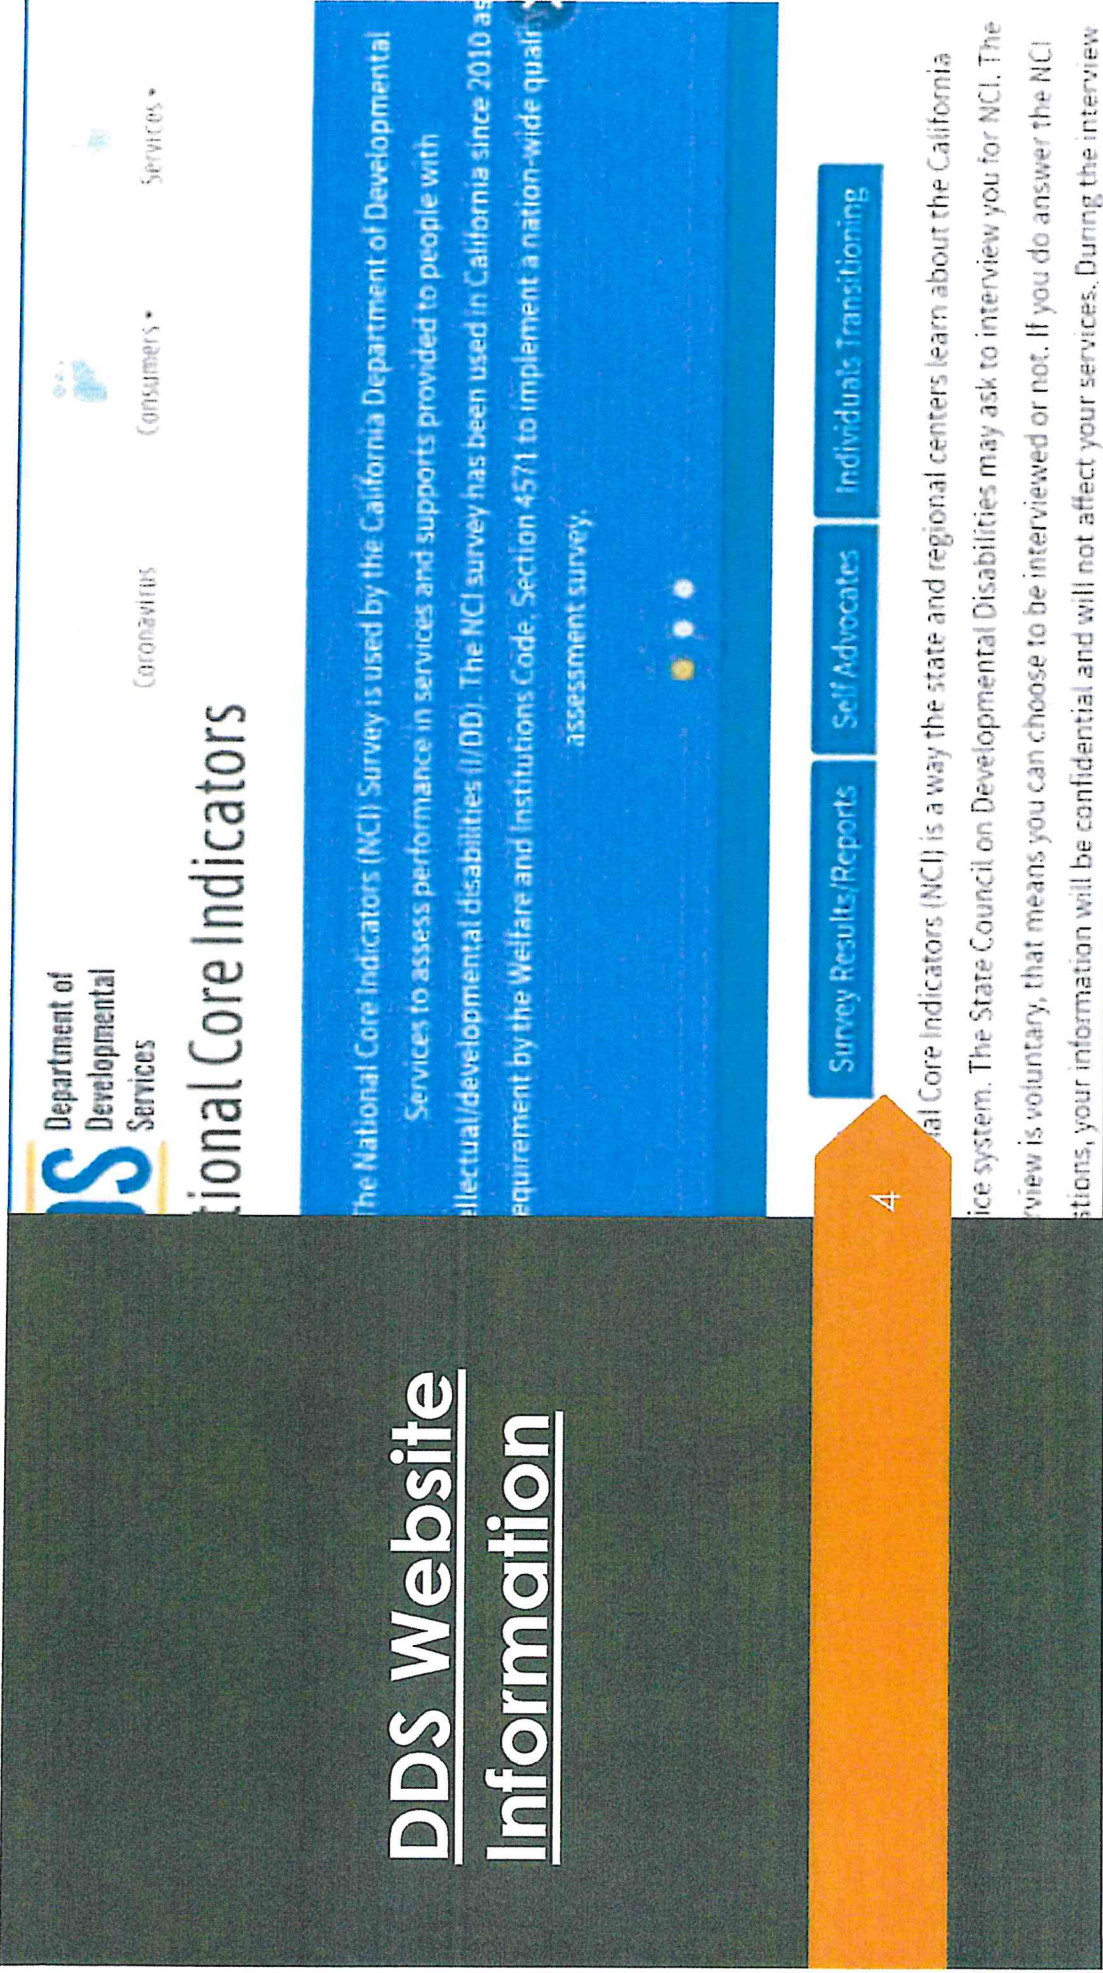 DDS Website
Information
4
DS
Department of
Developmental
Services
Coronavirus
Consumers
Services
tional Core Indicators
The National Core Indicators (NCI) Survey is used by the California Department of Developmental
Services to assess performance in services and supports provided to people with
ellectual/developmental disabilities (I/DD). The NCI survey has been used in California since 2010 as
equirement by the Welfare and Institutions Code, Section 4571 to implement a nation-wide quali
assessment survey.
Survey Results/Reports
Self Advocates
Individuals Transitioning
al Core Indicators (NCI) is a way the state and regional centers learn about the California
ice system. The State Council on Developmental Disabilities may ask to interview you for NCI. The
rview is voluntary, that means you can choose to be interviewed or not. If you do answer the NCI
stions, your information will be confidential and will not affect your services. During the interview